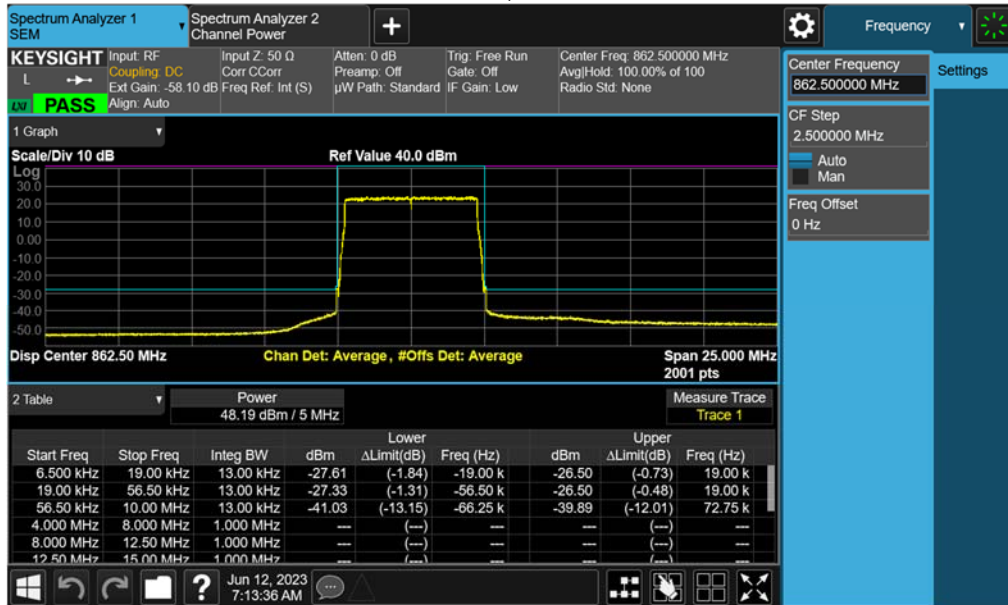 Spectrum Analyzer 1
SEM
Spectrum Analyzer 2
Channel Power
Frequency
KEYSIGHT
L
LXI
PASS
Input: RF
Coupling: DC
Ext Gain: -58.10 dB
Align: Auto
Input Z: 50 Ω
Corr CCorr
Freq Ref: Int (S)
Atten: 0 dB
Preamp: Off
µW Path: Standard
Trig: Free Run
Gate: Off
IF Gain: Low
Center Freq: 862.500000 MHz
Avg|Hold: 100.00% of 100
Radio Std: None
Center Frequency
862.500000 MHz
Settings
CF Step
2.500000 MHz
Auto
Man
Freq Offset
0 Hz
1 Graph
Scale/Div 10 dB
Ref Value 40.0 dBm
Log
30.0
20.0
10.0
0.00
-10.0
-20.0
-30.0
-40.0
-50.0
Disp Center 862.50 MHz
Chan Det: Average, #Offs Det: Average
Span 25.000 MHz
2001 pts
2 Table
Power
48.19 dBm / 5 MHz
Measure Trace
Trace 1
Lower Upper
Start Freq Stop Freq Integ BW dBm ΔLimit(dB) Freq (Hz) dBm ΔLimit(dB) Freq (Hz)
6.500 kHz 19.00 kHz 13.00 kHz -27.61 (-1.84) -19.00 k -26.50 (-0.73) 19.00 k
19.00 kHz 56.50 kHz 13.00 kHz -27.33 (-1.31) -56.50 k -26.50 (-0.48) 19.00 k
56.50 kHz 10.00 MHz 13.00 kHz -41.03 (-13.15) -66.25 k -39.89 (-12.01) 72.75 k
4.000 MHz 8.000 MHz 1.000 MHz --- (---) --- --- (---) ---
8.000 MHz 12.50 MHz 1.000 MHz --- (---) --- --- (---) ---
12.50 MHz 15.00 MHz 1.000 MHz --- (---) --- --- (---) ---
?
Jun 12, 2023
7:13:36 AM